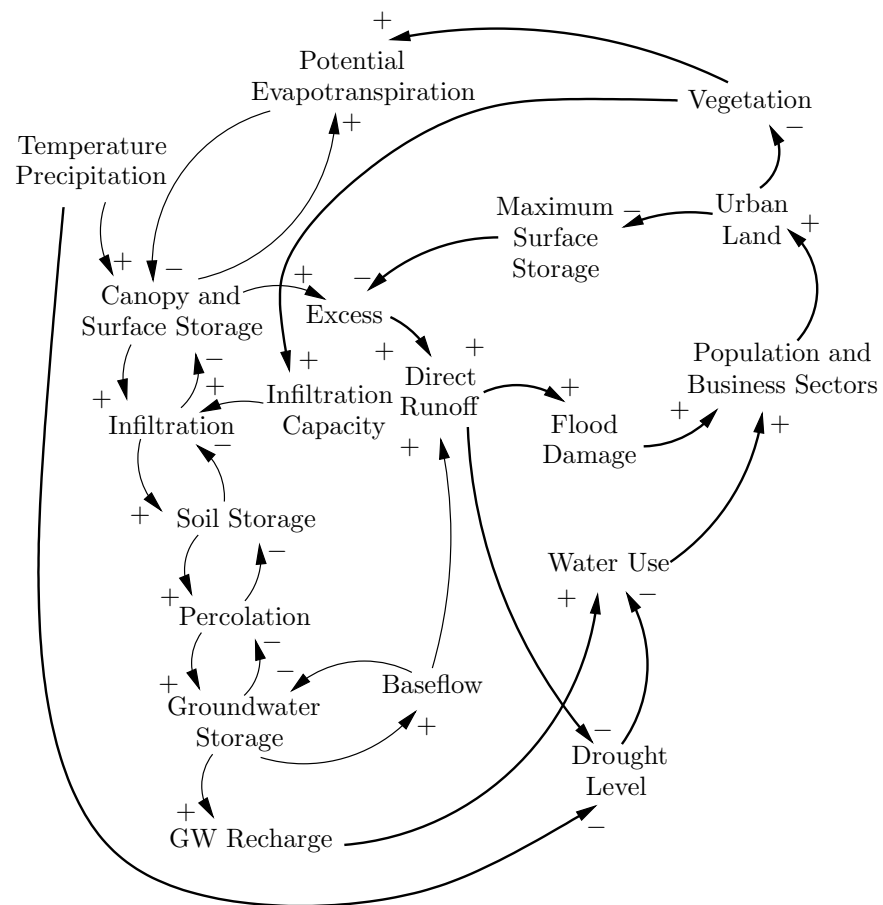 +
Potential
Evapotranspiration
Vegetation
+
−
Temperature
Precipitation
Maximum
Surface
Storage
−
Urban
Land
+
+
−
+
−
Canopy and
Surface Storage
Excess
+
+
−
+
Population and
Business Sectors
+
+
Infiltration
Infiltration
Capacity
Direct
Runoff
+
Flood
Damage
+
+
−
+
+
Soil Storage
−
Water Use
+
−
+
Percolation
−
+
−
Groundwater
Storage
Baseflow
+
−
Drought
Level
+
GW Recharge
−